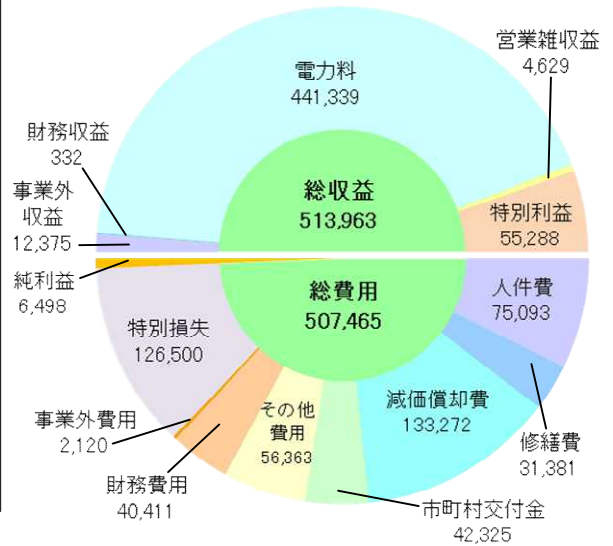 営業雑収益
4,629
電力料
441,339
財務収益
332
事業外
収益
12,375
総収益
513,963
特別利益
55,288
純利益
6,498
総費用
507,465
人件費
75,093
特別損失
126,500
減価償却費
133,272
その他
費用
56,363
事業外費用
2,120
修繕費
31,381
財務費用
40,411
市町村交付金
42,325